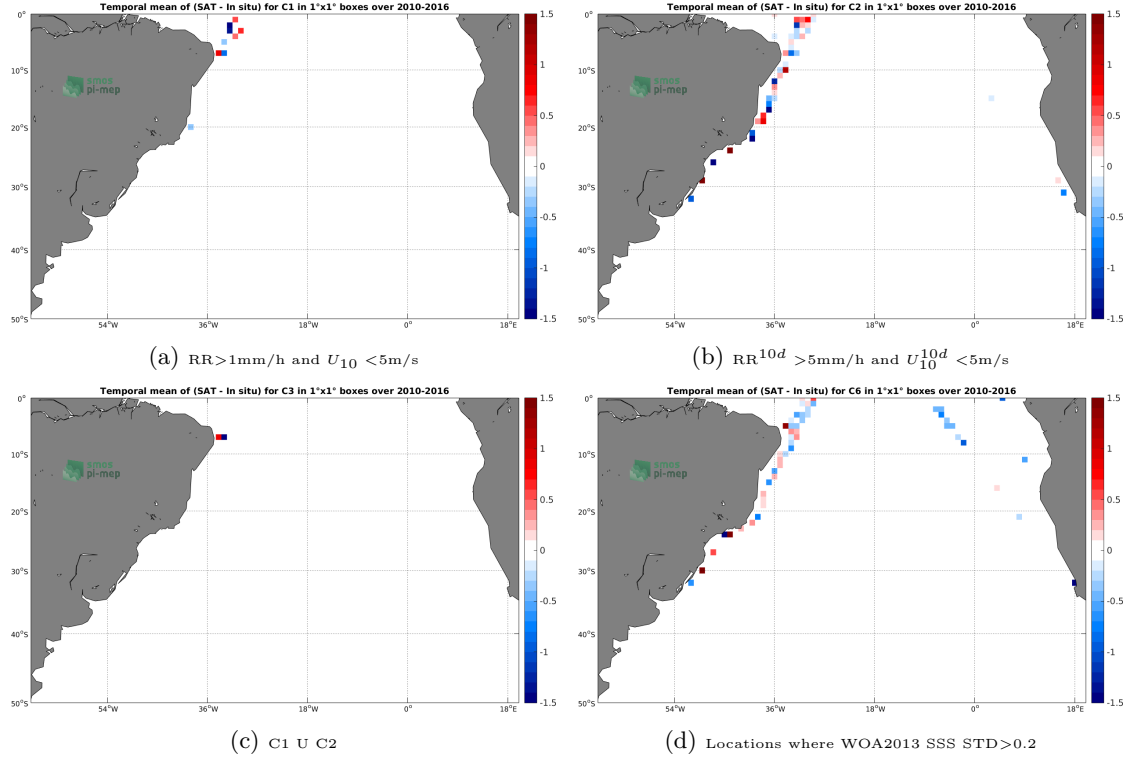 Temporal mean of (SAT - In situ) for C1 in 1°x1° boxes over 2010-2016
0°
10°S
20°S
30°S
40°S
50°S
54°W
36°W
18°W
0°
18°E
smos
pi-mep
1.5
1
0.5
0
-0.5
-1
-1.5
(a) RR>1mm/h and U10 <5m/s
Temporal mean of (SAT - In situ) for C2 in 1°x1° boxes over 2010-2016
0°
10°S
20°S
30°S
40°S
50°S
54°W
36°W
18°W
0°
18°E
smos
pi-mep
1.5
1
0.5
0
-0.5
-1
-1.5
(b) RR^10d >5mm/h and U10^10d <5m/s
Temporal mean of (SAT - In situ) for C3 in 1°x1° boxes over 2010-2016
0°
10°S
20°S
30°S
40°S
50°S
54°W
36°W
18°W
0°
18°E
smos
pi-mep
1.5
1
0.5
0
-0.5
-1
-1.5
(c) C1 U C2
Temporal mean of (SAT - In situ) for C6 in 1°x1° boxes over 2010-2016
0°
10°S
20°S
30°S
40°S
50°S
54°W
36°W
18°W
0°
18°E
smos
pi-mep
1.5
1
0.5
0
-0.5
-1
-1.5
(d) Locations where WOA2013 SSS STD>0.2